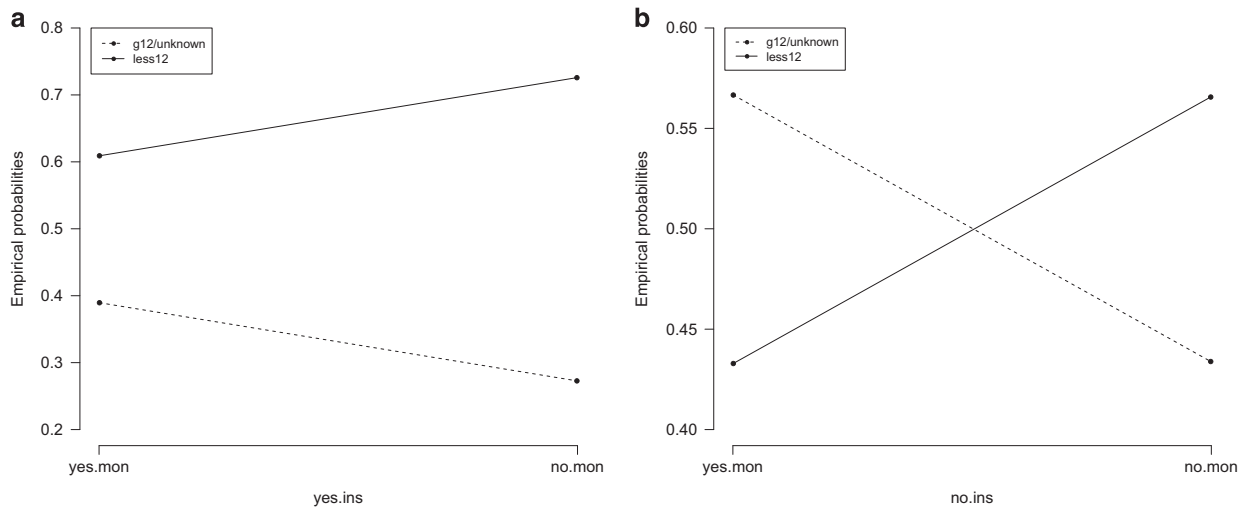 a
0.8
0.7
0.6
0.5
0.4
0.3
0.2
Empirical probabilities
g12/unknown
less12
yes.mon
no.mon
yes.ins
b
0.60
0.55
0.50
0.45
0.40
Empirical probabilities
g12/unknown
less12
yes.mon
no.mon
no.ins